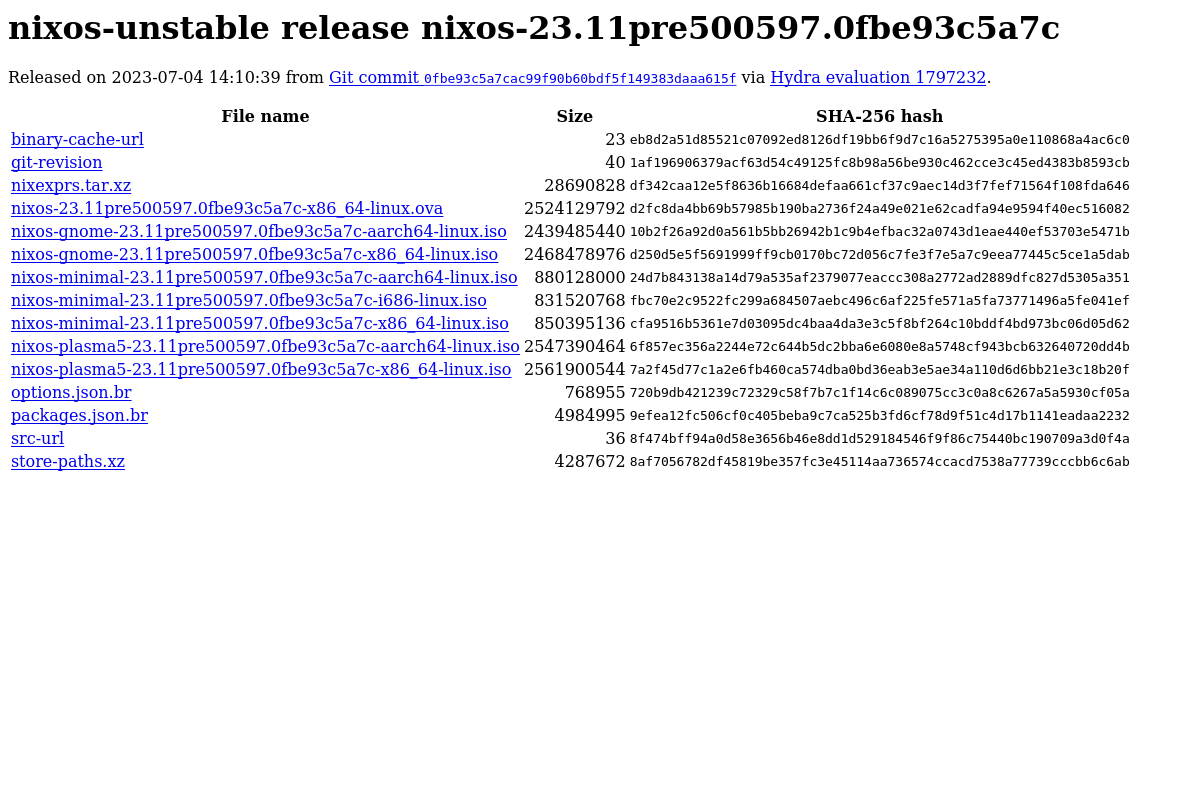 nixos-unstable release nixos-23.11pre500597.0fbe93c5a7c
Released on 2023-07-04 14:10:39 from Git commit 0fbe93c5a7cac99f90b60bdf5f149383daaa615f via Hydra evaluation 1797232.
File name Size SHA-256 hash
binary-cache-url 23 eb8d2a51d85521c07092ed8126df19bb6f9d7c16a5275395a0e110868a4ac6c0
git-revision 40 1af196906379acf63d54c49125fc8b98a56be930c462cce3c45ed4383b8593cb
nixexprs.tar.xz 28690828 df342caa12e5f8636b16684defaa661cf37c9aec14d3f7fef71564f108fda646
nixos-23.11pre500597.0fbe93c5a7c-x86_64-linux.ova 2524129792 d2fc8da4bb69b57985b190ba2736f24a49e021e62cadfa94e9594f40ec516082
nixos-gnome-23.11pre500597.0fbe93c5a7c-aarch64-linux.iso 2439485440 10b2f26a92d0a561b5bb26942b1c9b4efbac32a0743d1eae440ef53703e5471b
nixos-gnome-23.11pre500597.0fbe93c5a7c-x86_64-linux.iso 2468478976 d250d5e5f5691999ff9cb0170bc72d056c7fe3f7e5a7c9eea77445c5ce1a5dab
nixos-minimal-23.11pre500597.0fbe93c5a7c-aarch64-linux.iso 880128000 24d7b843138a14d79a535af2379077eaccc308a2772ad2889dfc827d5305a351
nixos-minimal-23.11pre500597.0fbe93c5a7c-i686-linux.iso 831520768 fbc70e2c9522fc299a684507aebc496c6af225fe571a5fa73771496a5fe041ef
nixos-minimal-23.11pre500597.0fbe93c5a7c-x86_64-linux.iso 850395136 cfa9516b5361e7d03095dc4baa4da3e3c5f8bf264c10bddf4bd973bc06d05d62
nixos-plasma5-23.11pre500597.0fbe93c5a7c-aarch64-linux.iso 2547390464 6f857ec356a2244e72c644b5dc2bba6e6080e8a5748cf943bcb632640720dd4b
nixos-plasma5-23.11pre500597.0fbe93c5a7c-x86_64-linux.iso 2561900544 7a2f45d77c1a2e6fb460ca574dba0bd36eab3e5ae34a110d6d6bb21e3c18b20f
options.json.br 768955 720b9db421239c72329c58f7b7c1f14c6c089075cc3c0a8c6267a5a5930cf05a
packages.json.br 4984995 9efea12fc506cf0c405beba9c7ca525b3fd6cf78d9f51c4d17b1141eadaa2232
src-url 36 8f474bff94a0d58e3656b46e8dd1d529184546f9f86c75440bc190709a3d0f4a
store-paths.xz 4287672 8af7056782df45819be357fc3e45114aa736574ccacd7538a77739cccbb6c6ab